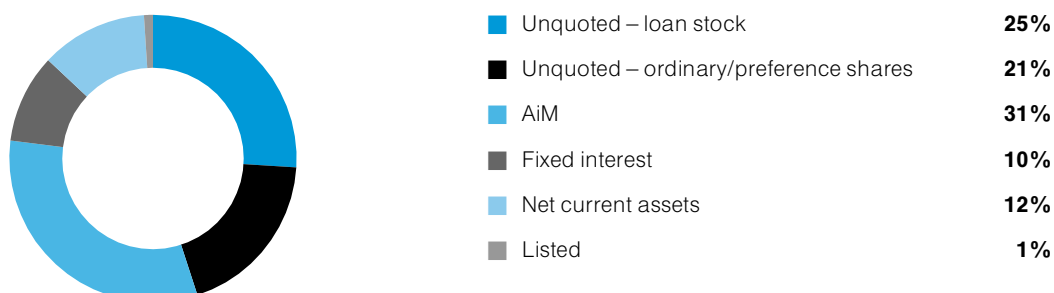 Unquoted – loan stock 25%
Unquoted – ordinary/preference shares 21%
AiM 31%
Fixed interest 10%
Net current assets 12%
Listed 1%